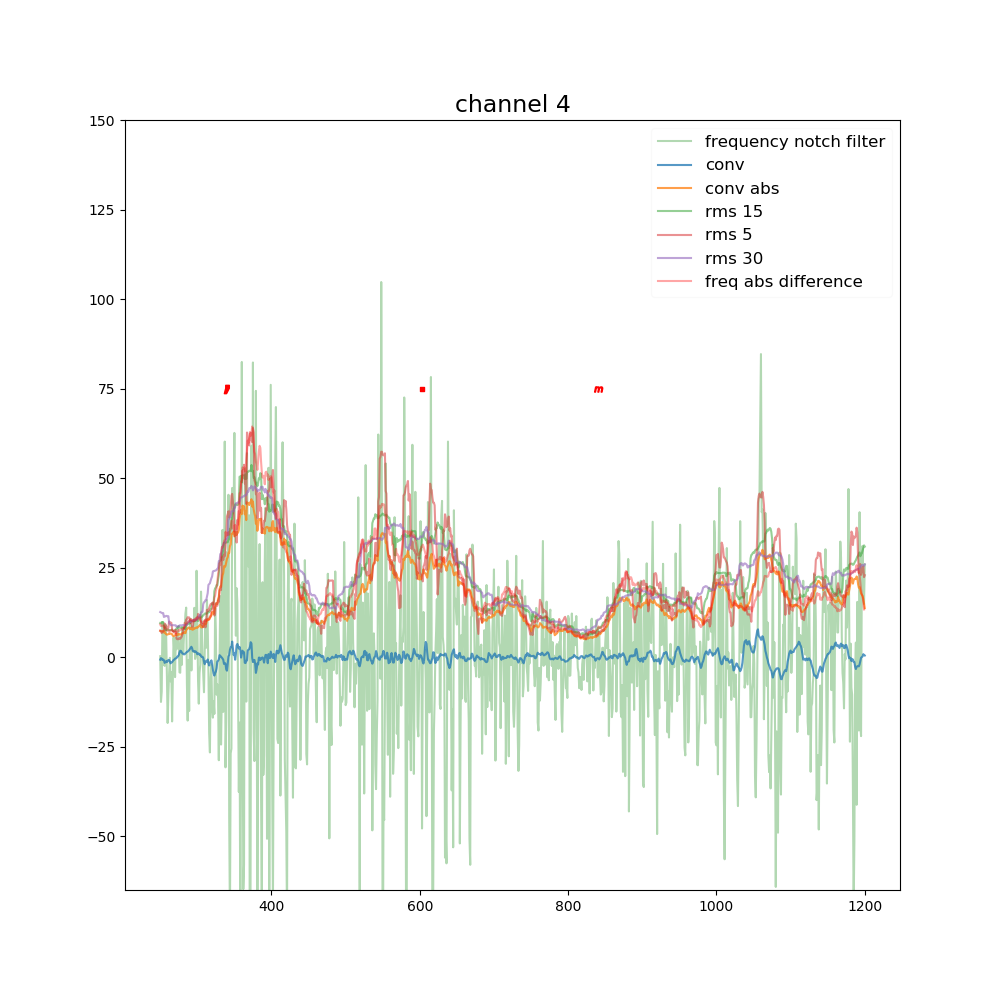 channel 4
150
125
100
75
50
25
0
−25
−50
frequency notch filter
conv
conv abs
rms 15
rms 5
rms 30
freq abs difference
, . m
400 600 800 1000 1200